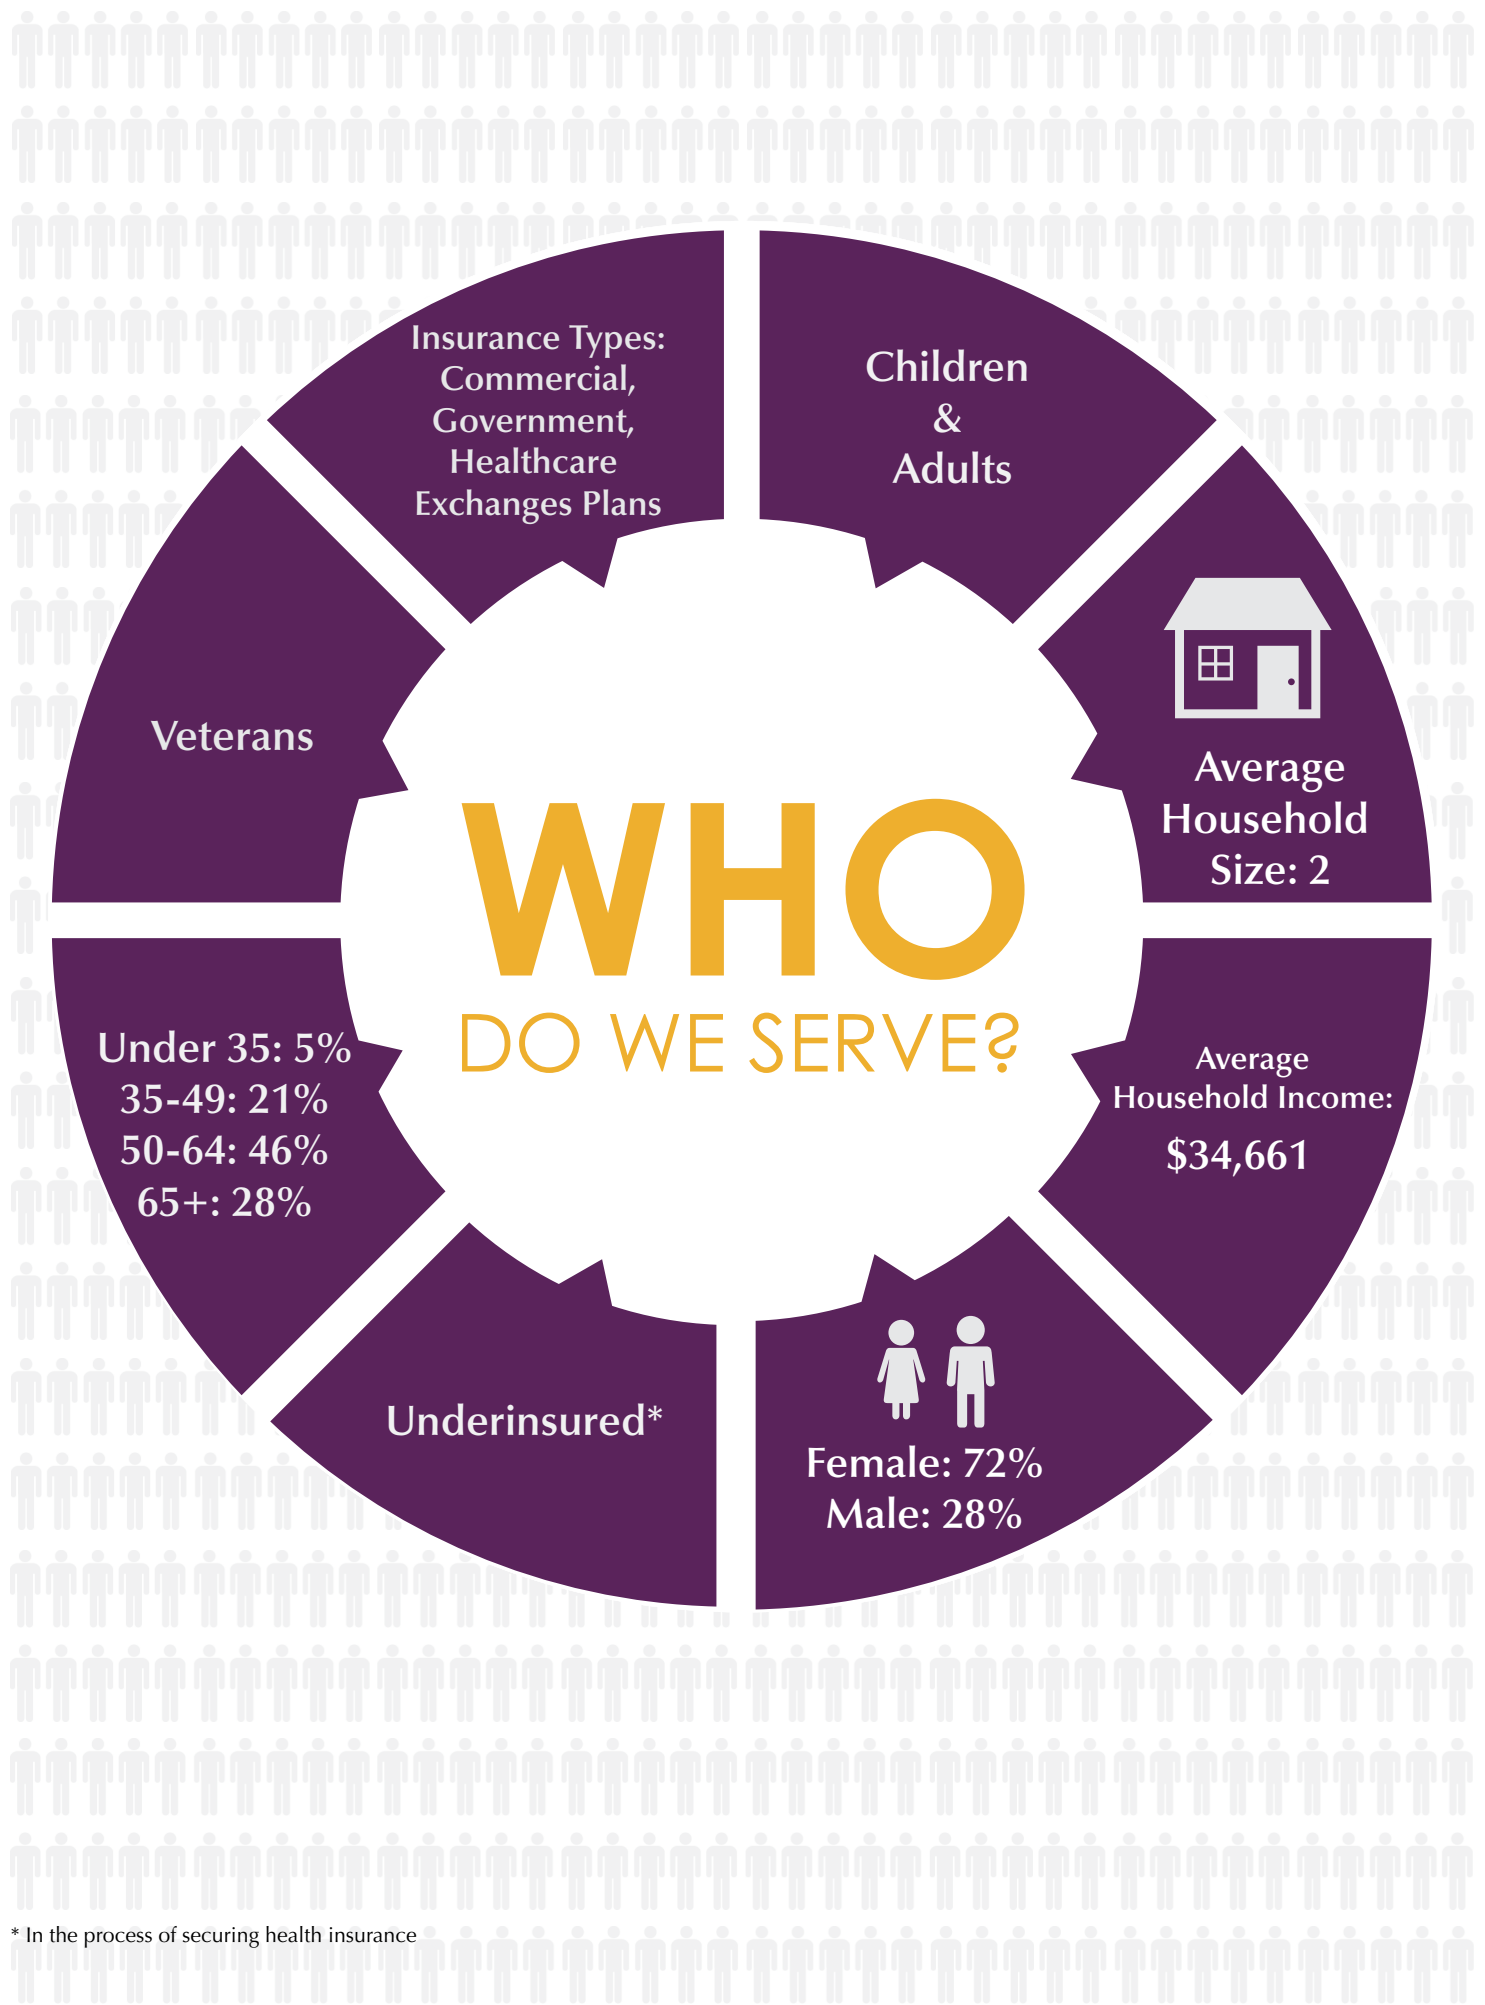 Insurance Types:
Commercial,
Government,
Healthcare
Exchanges Plans
Children
&
Adults
Average
Household
Size: 2
Veterans
WHO
DO WE SERVE?
Under 35: 5%
35-49: 21%
50-64: 46%
65+: 28%
Average
Household Income:
$34,661
Underinsured*
Female: 72%
Male: 28%
* In the process of securing health insurance